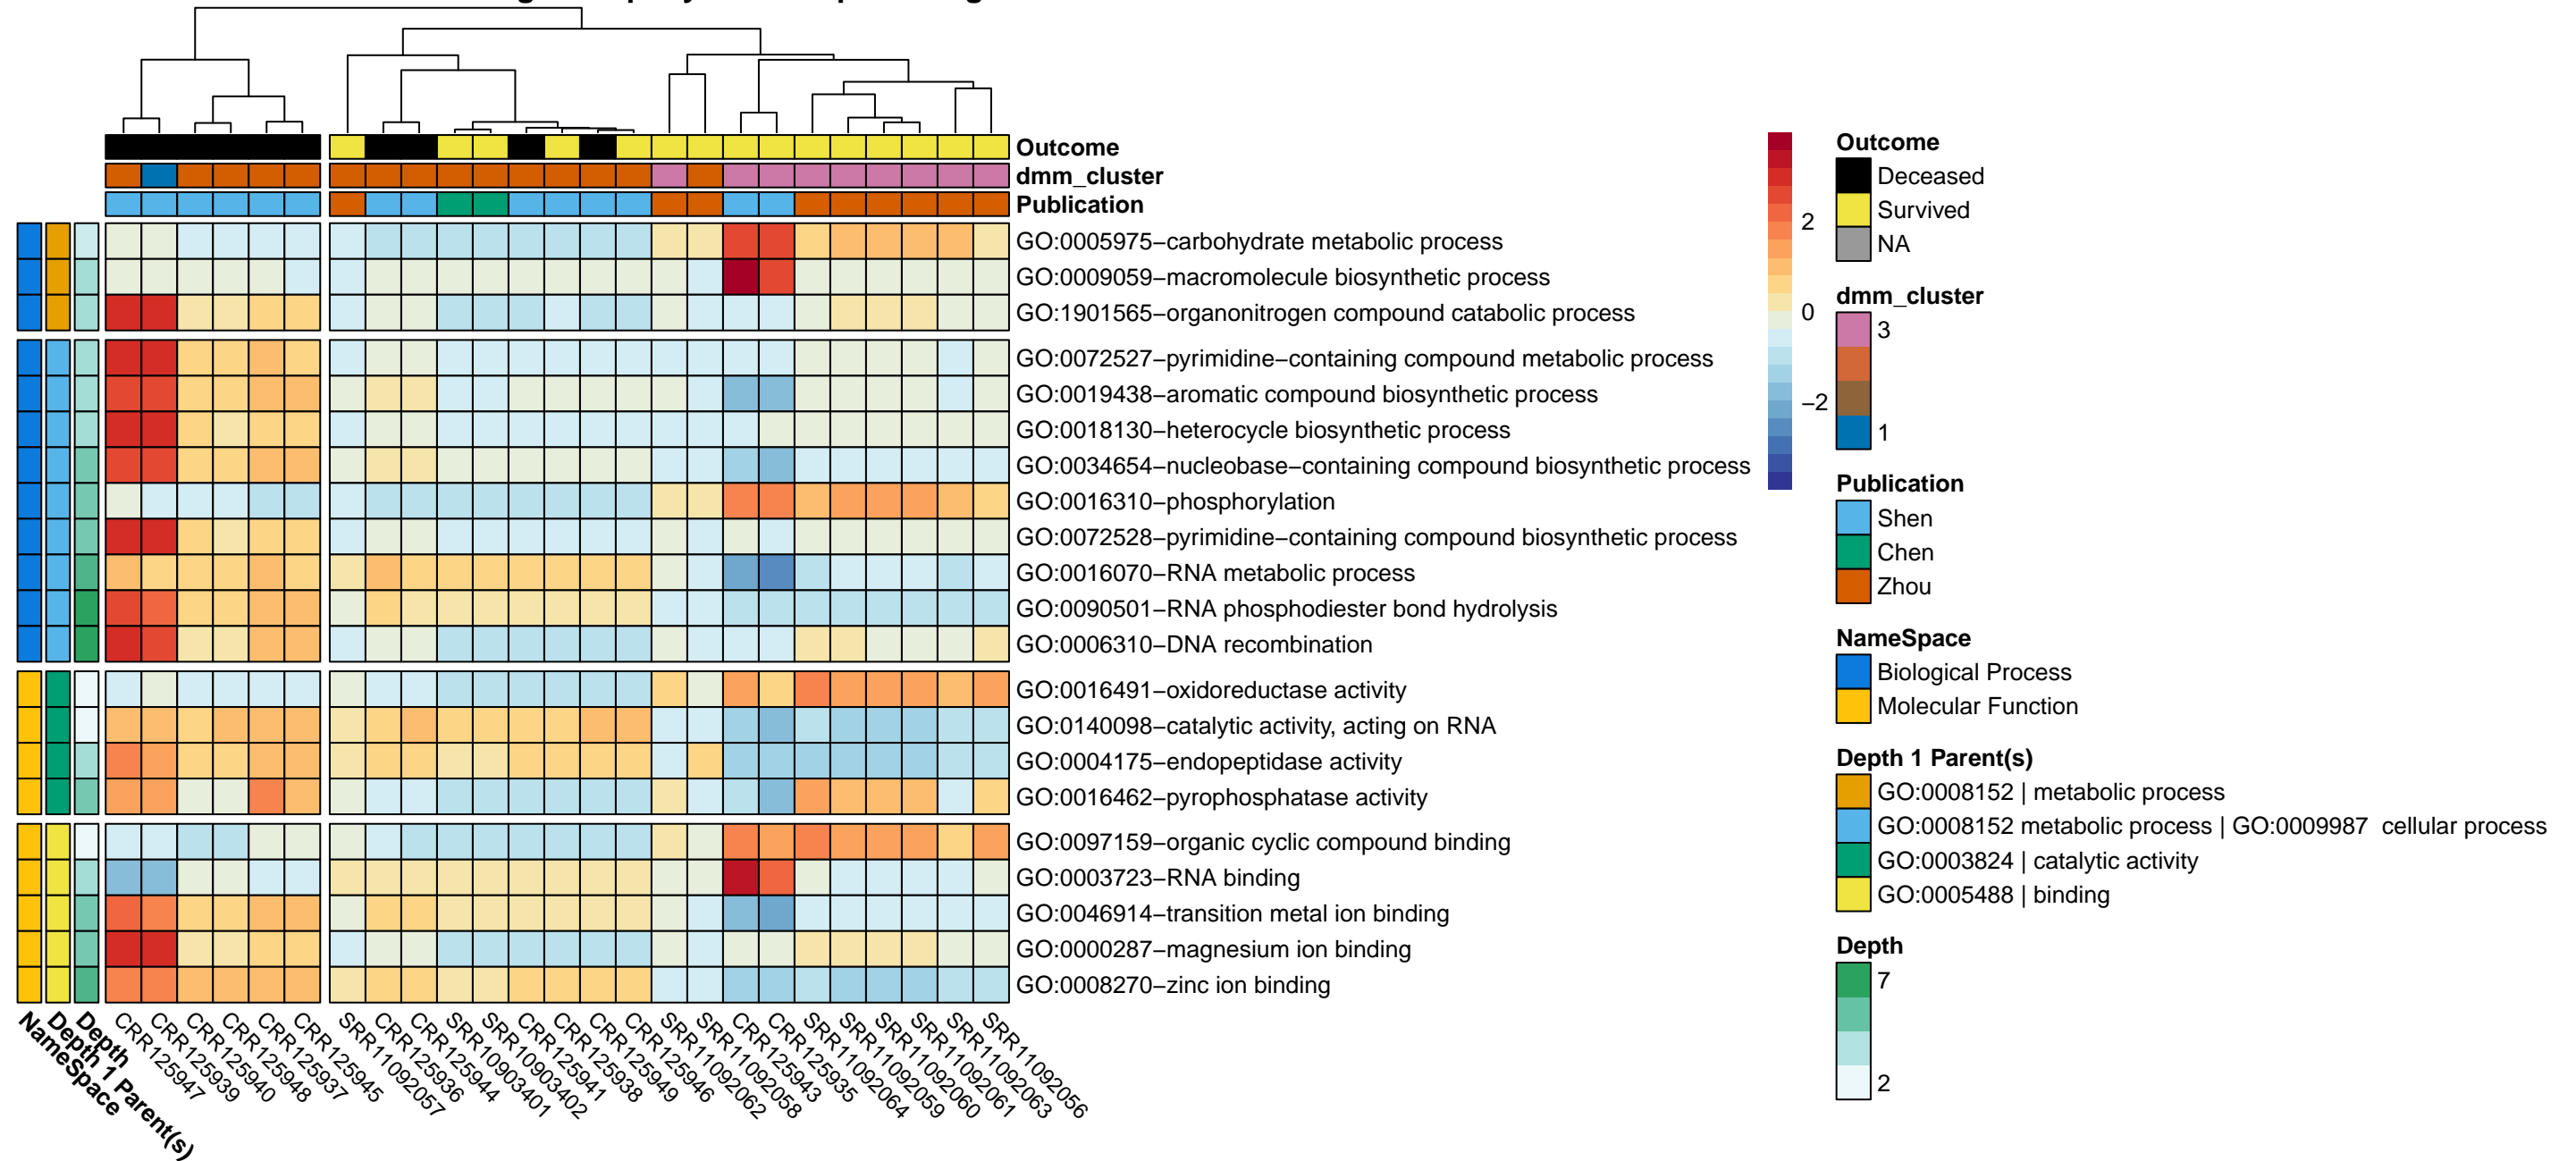 Outcome
dmm_cluster
Publication
GO:0005975−carbohydrate metabolic process
GO:0009059−macromolecule biosynthetic process
GO:1901565−organonitrogen compound catabolic process
GO:0072527−pyrimidine−containing compound metabolic process
GO:0019438−aromatic compound biosynthetic process
GO:0018130−heterocycle biosynthetic process
GO:0034654−nucleobase−containing compound biosynthetic process
GO:0016310−phosphorylation
GO:0072528−pyrimidine−containing compound biosynthetic process
GO:0016070−RNA metabolic process
GO:0090501−RNA phosphodiester bond hydrolysis
GO:0006310−DNA recombination
GO:0016491−oxidoreductase activity
GO:0140098−catalytic activity, acting on RNA
GO:0004175−endopeptidase activity
GO:0016462−pyrophosphatase activity
GO:0097159−organic cyclic compound binding
GO:0003723−RNA binding
GO:0046914−transition metal ion binding
GO:0000287−magnesium ion binding
GO:0008270−zinc ion binding
NameSpace
Depth 1 Parent(s)
Depth
CRR125947
CRR125939
CRR125940
CRR125948
CRR125937
CRR125945
SRR11092057
CRR125936
CRR125944
SRR10903401
SRR10903402
CRR125941
CRR125938
CRR125949
CRR125946
SRR11092062
SRR11092058
CRR125943
CRR125935
SRR11092064
SRR11092059
SRR11092060
SRR11092061
SRR11092063
SRR11092056
2
0
−2
Outcome
Deceased
Survived
NA
dmm_cluster
3
1
Publication
Shen
Chen
Zhou
NameSpace
Biological Process
Molecular Function
Depth 1 Parent(s)
GO:0008152 | metabolic process
GO:0008152 metabolic process | GO:0009987 cellular process
GO:0003824 | catalytic activity
GO:0005488 | binding
Depth
7
2